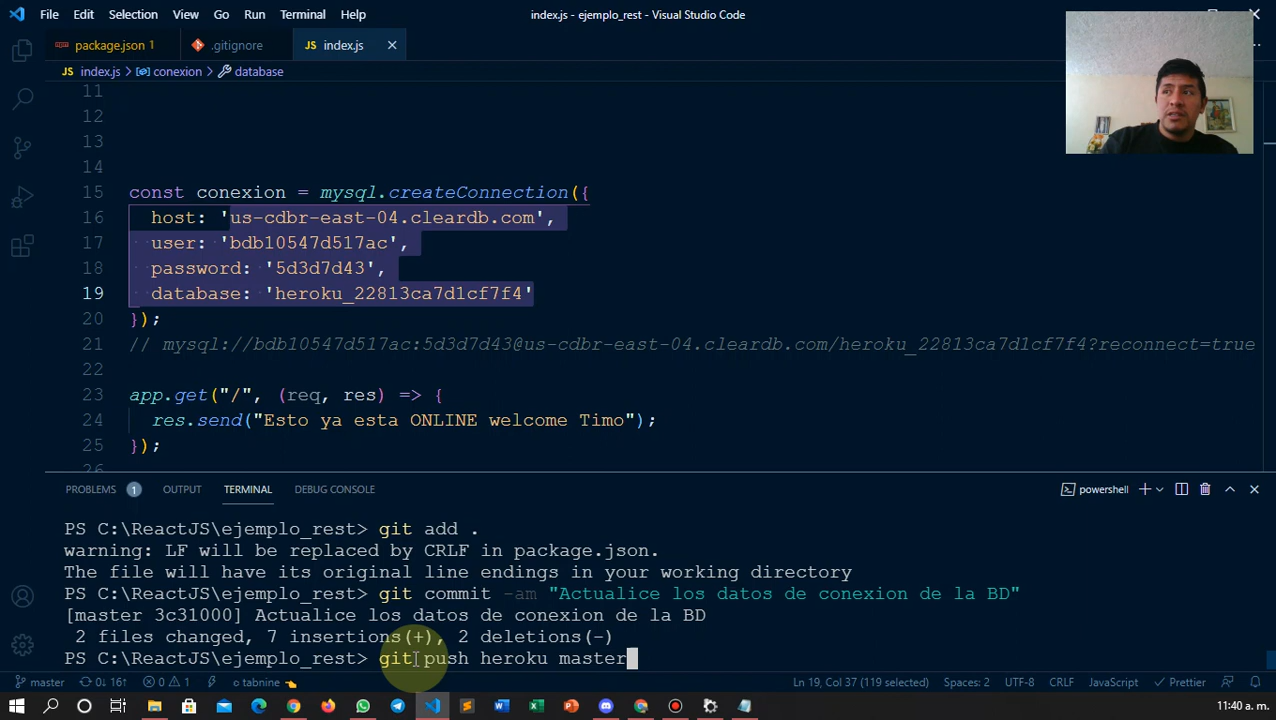 File Edit Selection View Go Run Terminal Help index.js - ejemplo_rest - Visual Studio Code
package.json 1 .gitignore JS index.js
JS index.js > conexion > database
11
12
13
14
15 const conexion = mysql.createConnection({
16 host: 'us-cdbr-east-04.cleardb.com',
17 user: 'bdb10547d517ac',
18 password: '5d3d7d43',
19 database: 'heroku_22813ca7d1cf7f4'
20 });
21 // mysql://bdb10547d517ac:5d3d7d43@us-cdbr-east-04.cleardb.com/heroku_22813ca7d1cf7f4?reconnect=true
22
23 app.get("/", (req, res) => {
24 res.send("Esto ya esta ONLINE welcome Timo");
25 });
26
PROBLEMS 1 OUTPUT TERMINAL DEBUG CONSOLE powershell
PS C:\ReactJS\ejemplo_rest> git add .
warning: LF will be replaced by CRLF in package.json.
The file will have its original line endings in your working directory
PS C:\ReactJS\ejemplo_rest> git commit -am "Actualice los datos de conexion de la BD"
[master 3c31000] Actualice los datos de conexion de la BD
2 files changed, 7 insertions(+), 2 deletions(-)
PS C:\ReactJS\ejemplo_rest> git push heroku master
master 0↓ 16↑ 0 1 tabnine Ln 19, Col 37 (119 selected) Spaces: 2 UTF-8 CRLF JavaScript Prettier
11:40 a. m.